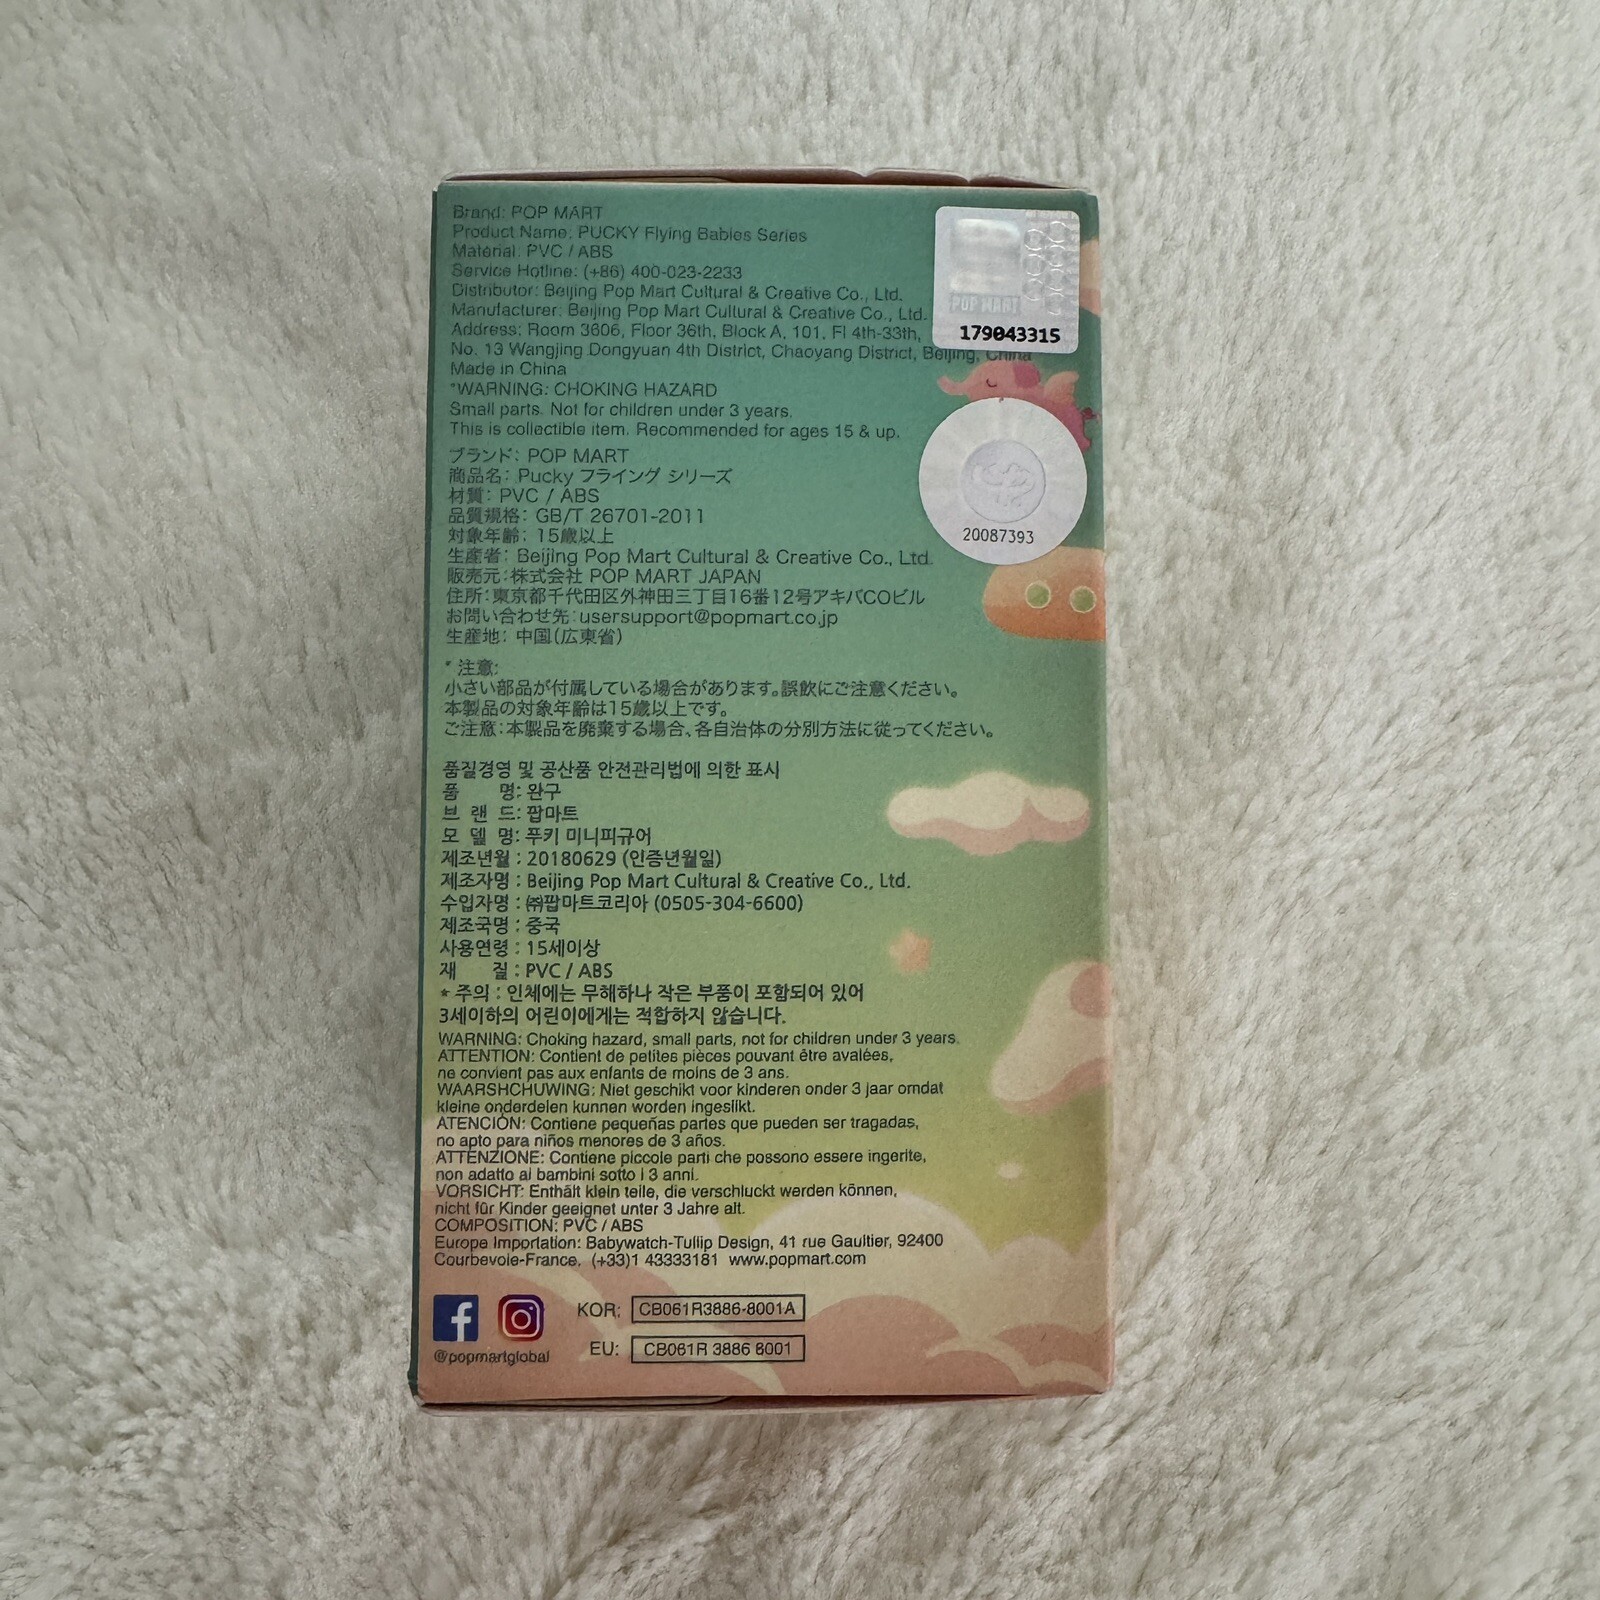 Brand: POP MART
Product Name: PUCKY Flying Babies Series
Material: PVC / ABS
Service Hotline: (+86) 400-023-2233
Distributor: Beijing Pop Mart Cultural & Creative Co., Ltd.
Manufacturer: Beijing Pop Mart Cultural & Creative Co., Ltd.
Address: Room 3606, Floor 36th, Block A, 101, Fl 4th-33th,
No. 13 Wangjing Dongyuan 4th District, Chaoyang District, Beijing, China
Made in China
*WARNING: CHOKING HAZARD
Small parts. Not for children under 3 years.
This is collectible item. Recommended for ages 15 & up.
POP MART
179043315
20087393
ブランド: POP MART
商品名: Pucky フライング シリーズ
材質: PVC / ABS
品質規格: GB/T 26701-2011
対象年齢: 15歳以上
生産者: Beijing Pop Mart Cultural & Creative Co., Ltd.
販売元:株式会社 POP MART JAPAN
住所:東京都千代田区外神田三丁目16番12号アキバCOビル
お問い合わせ先:usersupport@popmart.co.jp
生産地: 中国(広東省)
* 注意:
小さい部品が付属している場合があります。誤飲にご注意ください。
本製品の対象年齢は15歳以上です。
ご注意:本製品を廃棄する場合、各自治体の分別方法に従ってください。
품질경영 및 공산품 안전관리법에 의한 표시
품 명: 완구
브 랜 드: 팝마트
모 델 명: 푸키 미니피규어
제조년월 : 20180629 (인증년월일)
제조자명 : Beijing Pop Mart Cultural & Creative Co., Ltd.
수입자명 : ㈜팝마트코리아 (0505-304-6600)
제조국명 : 중국
사용연령 : 15세이상
재 질 : PVC / ABS
* 주의 : 인체에는 무해하나 작은 부품이 포함되어 있어
3세이하의 어린이에게는 적합하지 않습니다.
WARNING: Choking hazard, small parts, not for children under 3 years.
ATTENTION: Contient de petites pièces pouvant être avalées,
ne convient pas aux enfants de moins de 3 ans.
WAARSHCHUWING: Niet geschikt voor kinderen onder 3 jaar omdat
kleine onderdelen kunnen worden ingeslikt.
ATENCIÓN: Contiene pequeñas partes que pueden ser tragadas,
no apto para niños menores de 3 años.
ATTENZIONE: Contiene piccole parti che possono essere ingerite,
non adatto ai bambini sotto i 3 anni.
VORSICHT: Enthält klein teile, die verschluckt werden können,
nicht für Kinder geeignet unter 3 Jahre alt.
COMPOSITION: PVC / ABS
Europe Importation: Babywatch-Tullip Design, 41 rue Gaultier, 92400
Courbevoie-France. (+33)1 43333181 www.popmart.com
KOR: CB061R3886-8001A
@popmartglobal
EU: CB061R 3886 8001